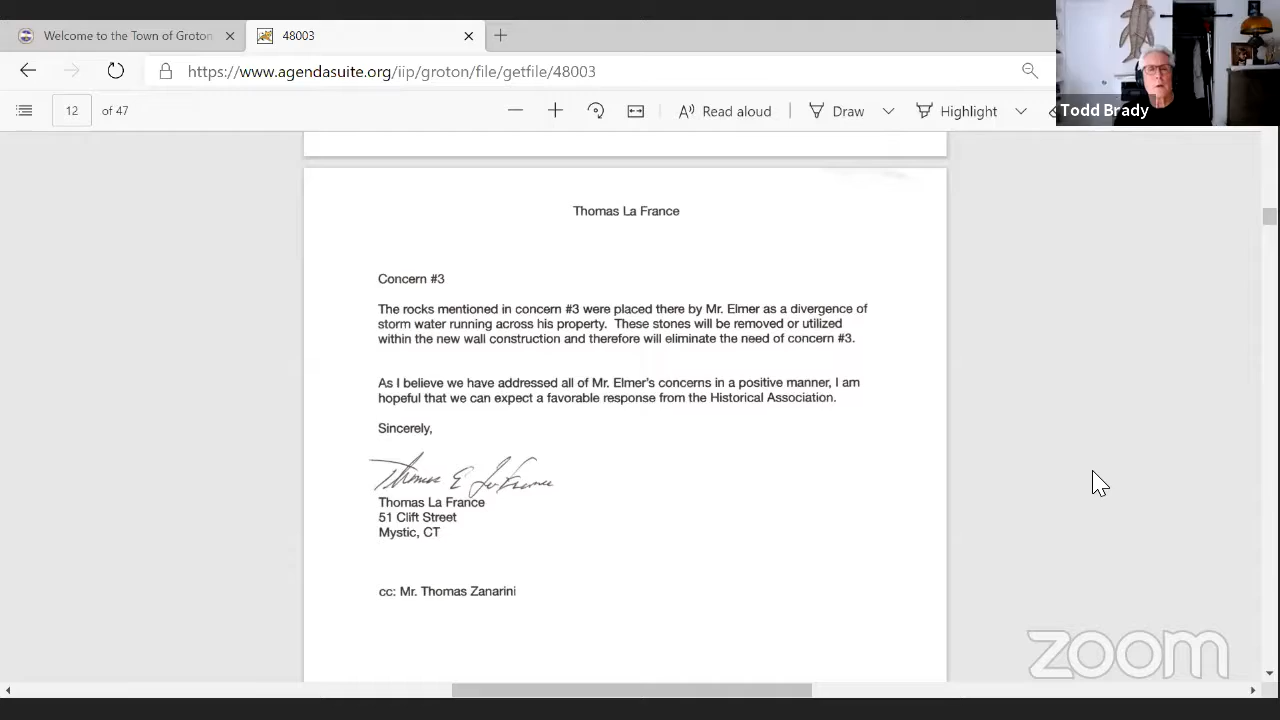 Welcome to the Town of Groton
48003
https://www.agendasuite.org/iip/groton/file/getfile/48003
12 of 47
Read aloud
Draw
Highlight
Todd Brady
Thomas La France
Concern #3
The rocks mentioned in concern #3 were placed there by Mr. Elmer as a divergence of
storm water running across his property. These stones will be removed or utilized
within the new wall construction and therefore will eliminate the need of concern #3.
As I believe we have addressed all of Mr. Elmer's concerns in a positive manner, I am
hopeful that we can expect a favorable response from the Historical Association.
Sincerely,
Thomas E LaFrance
Thomas La France
51 Clift Street
Mystic, CT
cc: Mr. Thomas Zanarini
zoom